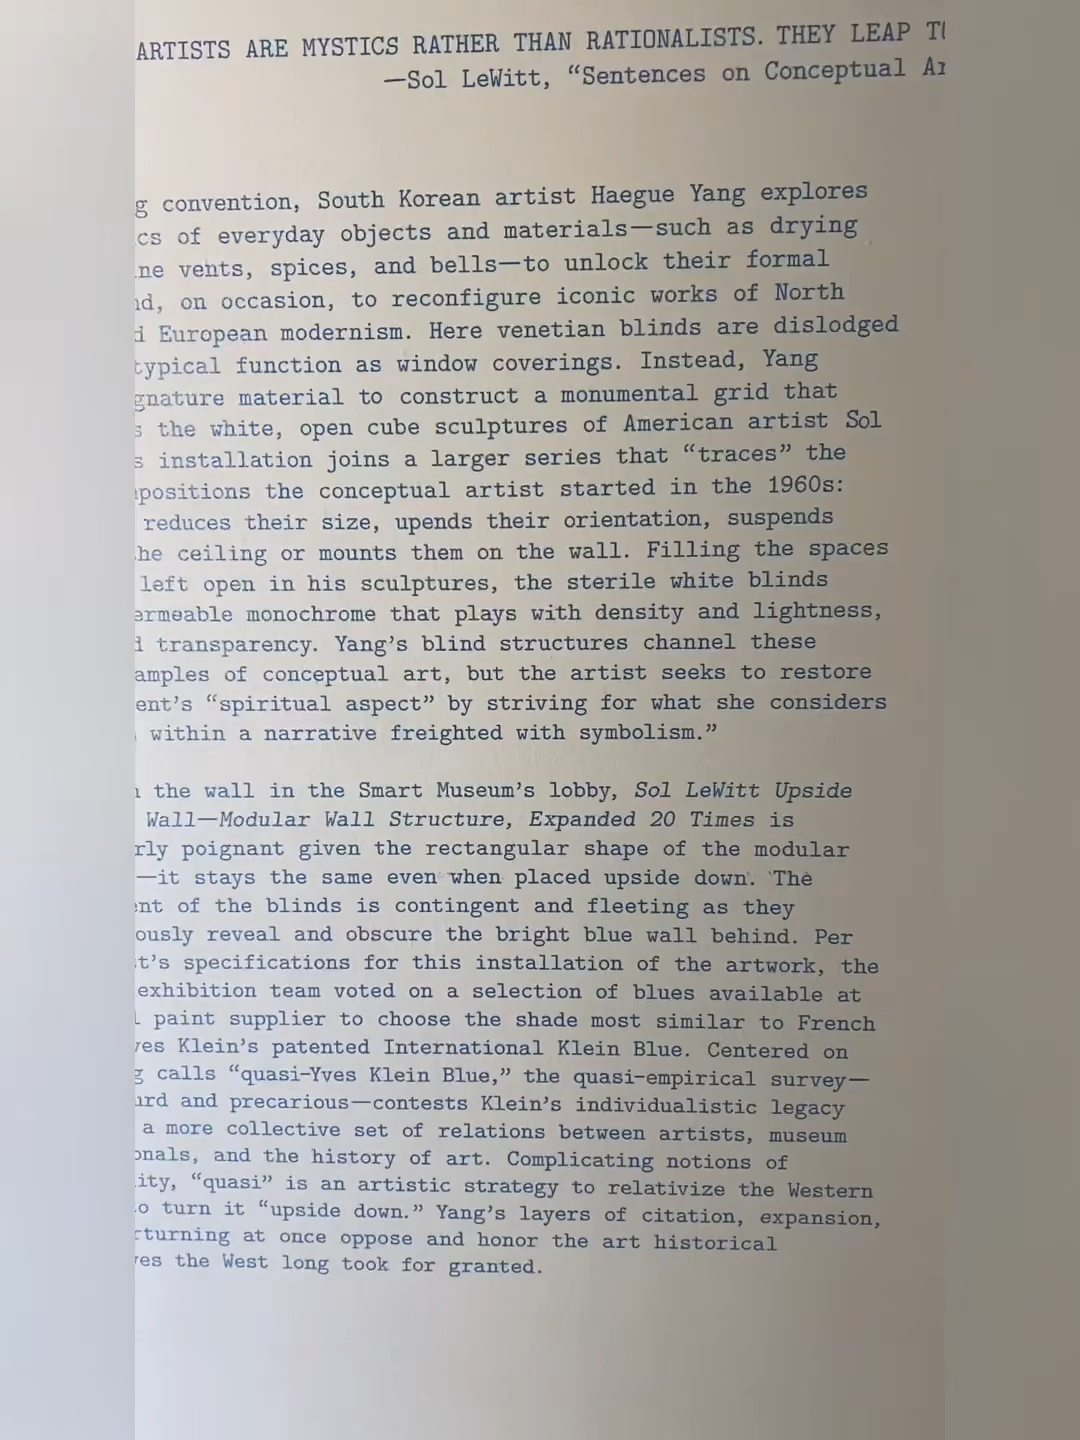 ARTISTS ARE MYSTICS RATHER THAN RATIONALISTS. THEY LEAP
—Sol LeWitt, “Sentences on Conceptual
convention, South Korean artist Haegue Yang explores
of everyday objects and materials—such as drying
vents, spices, and bells—to unlock their formal
on occasion, to reconfigure iconic works of North
European modernism. Here venetian blinds are dislodged
typical function as window coverings. Instead, Yang
material to construct a monumental grid that
the white, open cube sculptures of American artist Sol
installation joins a larger series that “traces” the
the conceptual artist started in the 1960s:
reduces their size, upends their orientation, suspends
ceiling or mounts them on the wall. Filling the spaces
left open in his sculptures, the sterile white blinds
monochrome that plays with density and lightness,
transparency. Yang’s blind structures channel these
of conceptual art, but the artist seeks to restore
“spiritual aspect” by striving for what she considers
within a narrative freighted with symbolism.”
the wall in the Smart Museum’s lobby, Sol LeWitt Upside
Wall—Modular Wall Structure, Expanded 20 Times is
poignant given the rectangular shape of the modular
—it stays the same even when placed upside down. The
of the blinds is contingent and fleeting as they
reveal and obscure the bright blue wall behind. Per
specifications for this installation of the artwork, the
exhibition team voted on a selection of blues available at
paint supplier to choose the shade most similar to French
Klein’s patented International Klein Blue. Centered on
calls “quasi-Yves Klein Blue,” the quasi-empirical survey—
and precarious—contests Klein’s individualistic legacy
a more collective set of relations between artists, museum
and the history of art. Complicating notions of
“quasi” is an artistic strategy to relativize the Western
turn it “upside down.” Yang’s layers of citation, expansion,
at once oppose and honor the art historical
the West long took for granted.